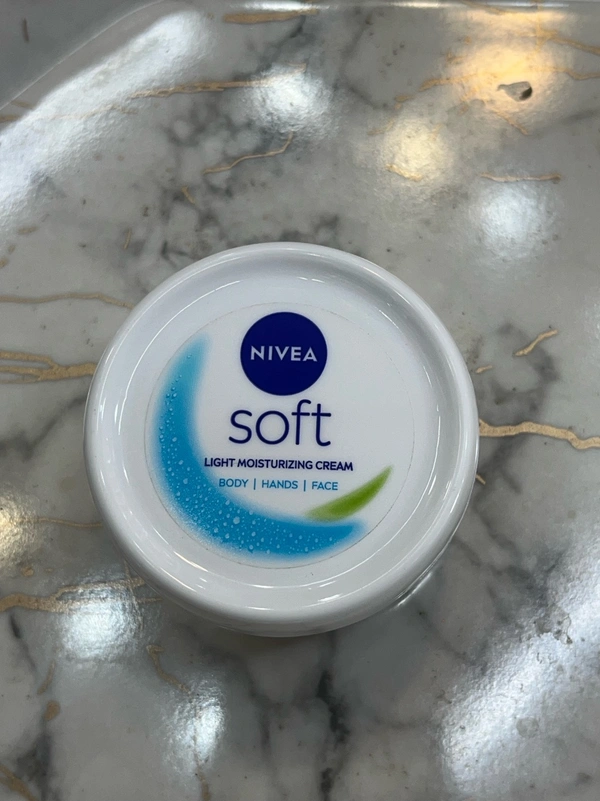 NIVEA
soft
LIGHT MOISTURIZING CREAM
BODY | HANDS | FACE